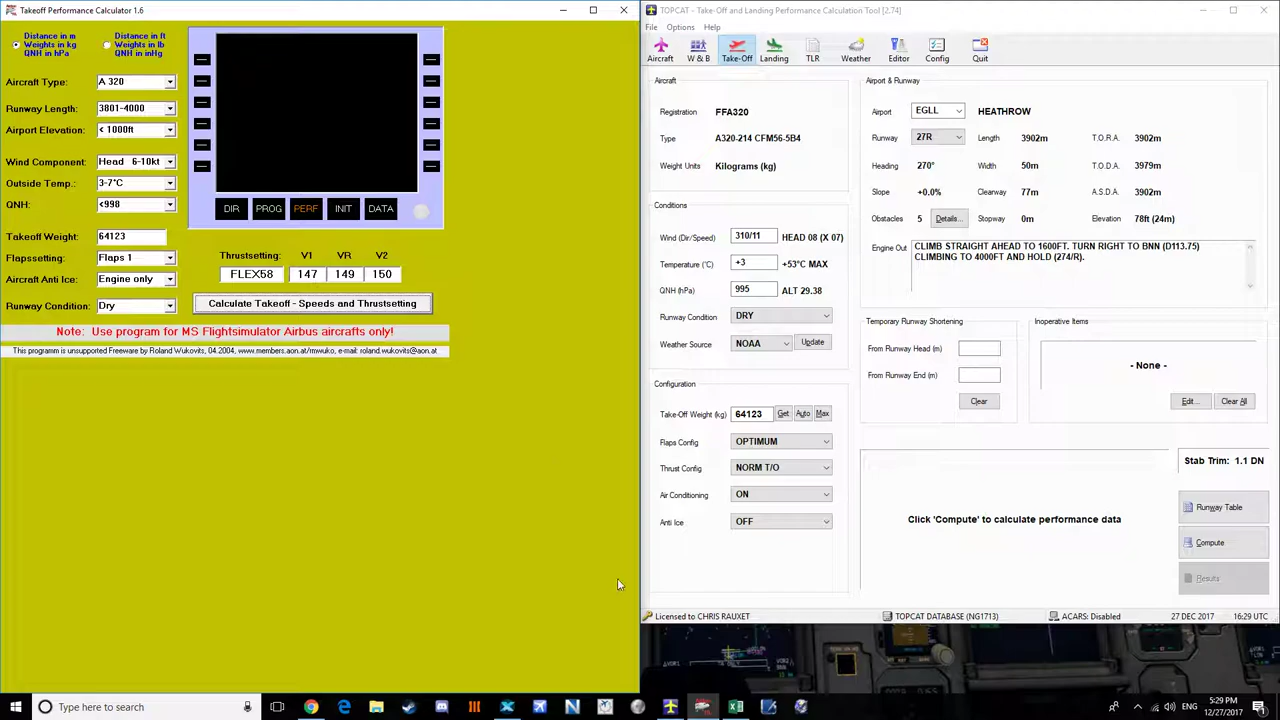 Takeoff Performance Calculator 1.6
Distance in m
Weights in kg
QNH in hPa
Distance in ft
Weights in lb
QNH in inHg
Aircraft Type: A 320
Runway Length: 3801-4000
Airport Elevation: < 1000ft
Wind Component: Head 6-10kt
Outside Temp.: 3-7°C
QNH: <998
Takeoff Weight: 64123
Flapssetting: Flaps 1
Aircraft Anti Ice: Engine only
Runway Condition: Dry
DIR PROG PERF INIT DATA
Thrustsetting: V1 VR V2
FLEX58 147 149 150
Calculate Takeoff - Speeds and Thrustsetting
Note: Use program for MS Flightsimulator Airbus aircrafts only!
This programm is unsupported Freeware by Roland Wukovits, 04.2004, www.members.aon.at/rmwuko, e-mail: roland.wukovits@aon.at
TOPCAT - Take-Off and Landing Performance Calculation Tool [2.74]
File Options Help
Aircraft W & B Take-Off Landing TLR Weather Editor Config Quit
Aircraft
Registration FFA320
Type A320-214 CFM56-5B4
Weight Units Kilograms (kg)
Conditions
Wind (Dir/Speed) 310/11 HEAD 08 (X 07)
Temperature (°C) +3 +53°C MAX
QNH (hPa) 995 ALT 29.38
Runway Condition DRY
Weather Source NOAA Update
Configuration
Take-Off Weight (kg) 64123 Get Auto Max
Flaps Config OPTIMUM
Thrust Config NORM T/O
Air Conditioning ON
Anti Ice OFF
Airport & Runway
Airport EGLL HEATHROW
Runway 27R Length 3902m T.O.R.A. 3902m
Heading 270° Width 50m T.O.D.A. 3979m
Slope +0.0% Clearway 77m A.S.D.A. 3902m
Obstacles 5 Details... Stopway 0m Elevation 78ft (24m)
Engine Out CLIMB STRAIGHT AHEAD TO 1600FT. TURN RIGHT TO BNN (D113.75)
CLIMBING TO 4000FT AND HOLD (274/R).
Temporary Runway Shortening
From Runway Head (m)
From Runway End (m)
Clear
Inoperative Items
- None -
Edit... Clear All
Click 'Compute' to calculate performance data
Stab Trim: 1.1 DN
Runway Table
Compute
Results
Licensed to CHRIS RAUXET TOPCAT DATABASE (NG1713) ACARS: Disabled 27 DEC 2017 16:29 UTC
Type here to search
ENG 5:29 PM
12/27/2017